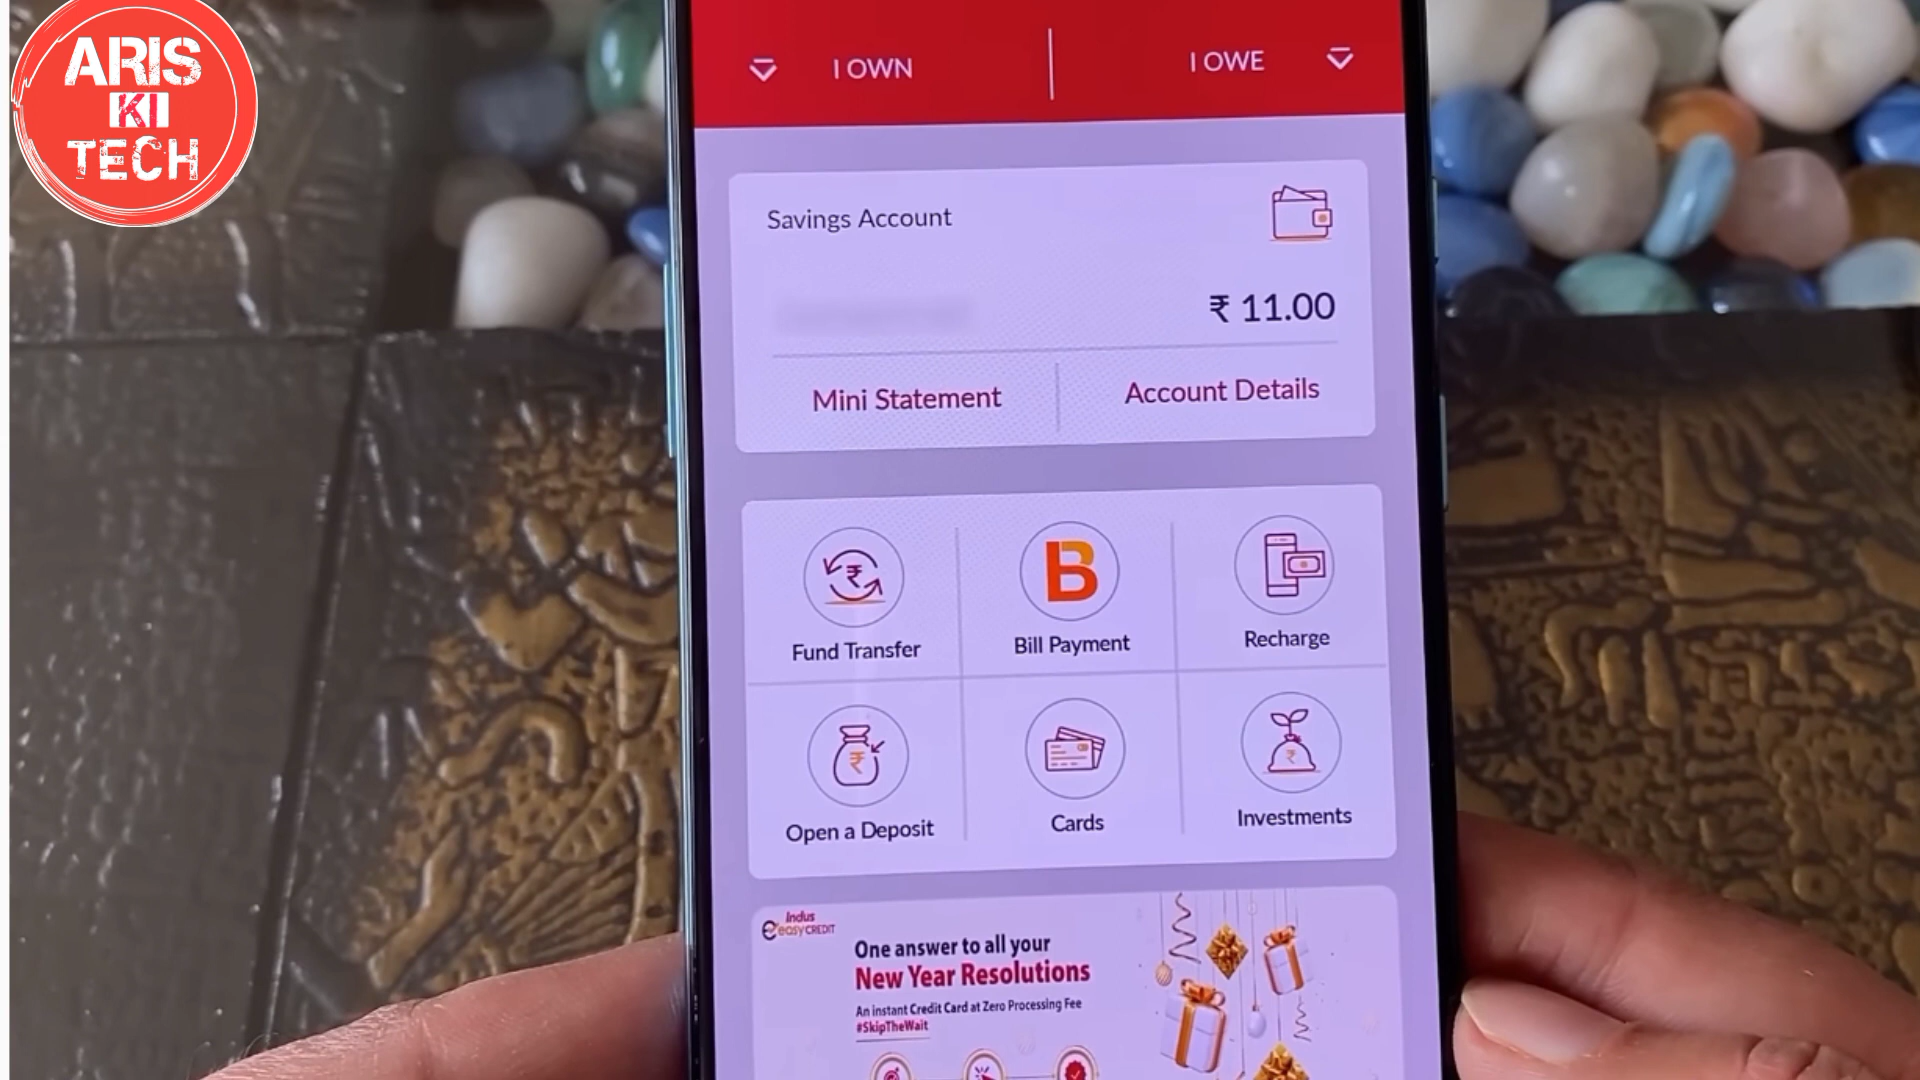 ARIS
KI
TECH
I OWN
I OWE
Savings Account
₹ 11.00
Mini Statement
Account Details
Fund Transfer
Bill Payment
Recharge
Open a Deposit
Cards
Investments
Indus
easyCREDIT
One answer to all your
New Year Resolutions
An instant Credit Card at Zero Processing Fee
#SkipTheWait